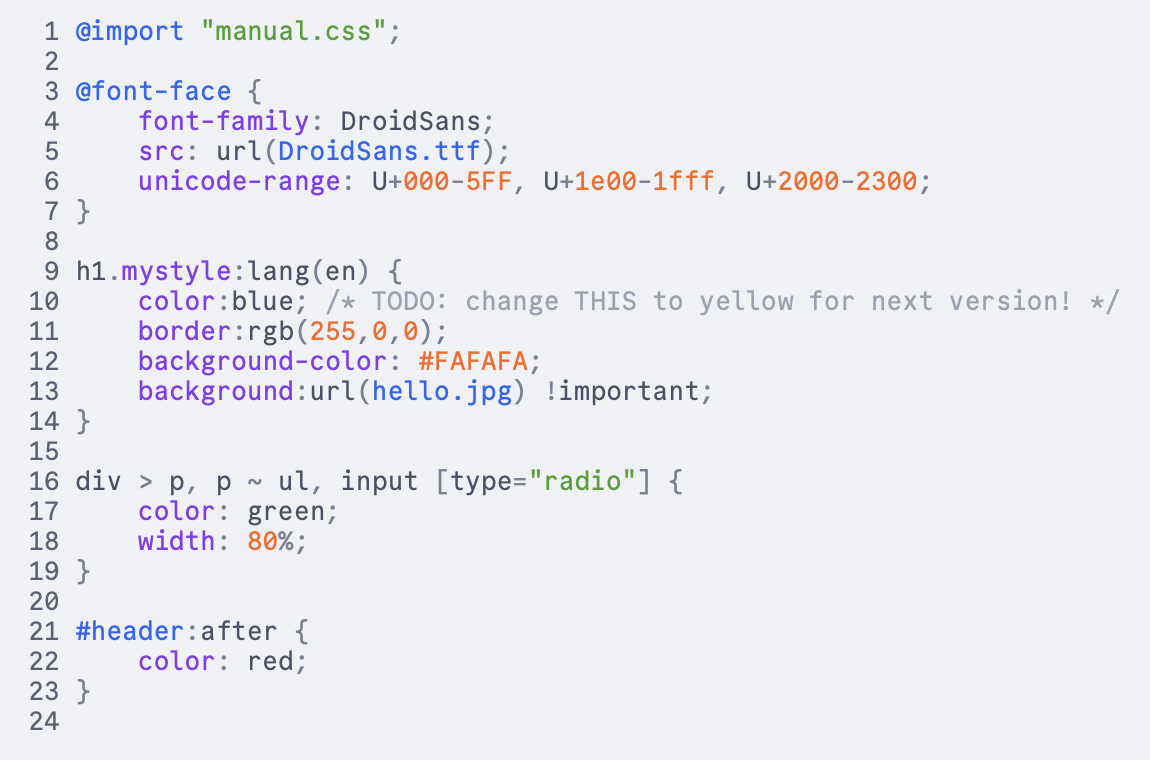 1 @import "manual.css";
2
3 @font-face {
4     font-family: DroidSans;
5     src: url(DroidSans.ttf);
6     unicode-range: U+000-5FF, U+1e00-1fff, U+2000-2300;
7 }
8
9 h1.mystyle:lang(en) {
10     color:blue; /* TODO: change THIS to yellow for next version! */
11     border:rgb(255,0,0);
12     background-color: #FAFAFA;
13     background:url(hello.jpg) !important;
14 }
15
16 div > p, p ~ ul, input [type="radio"] {
17     color: green;
18     width: 80%;
19 }
20
21 #header:after {
22     color: red;
23 }
24